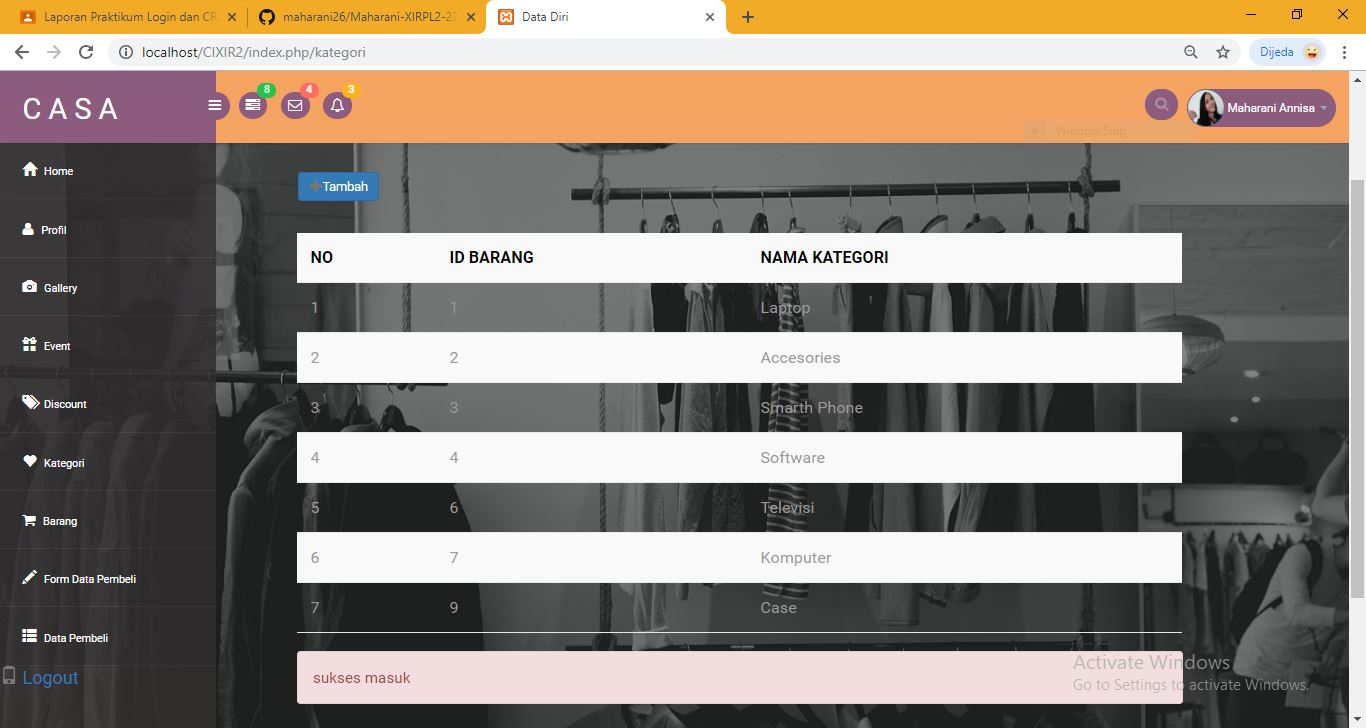 Laporan Praktikum Login dan CR
maharani26/Maharani-XIRPL2-22
Data Diri
localhost/CIXIR2/index.php/kategori
Dijeda
CASA
8
4
3
Maharani Annisa
Window Snip
Home
Profil
Gallery
Event
Discount
Kategori
Barang
Form Data Pembeli
Data Pembeli
Logout
Tambah
NO ID BARANG NAMA KATEGORI
1 1 Laptop
2 2 Accesories
3 3 Smarth Phone
4 4 Software
5 6 Televisi
6 7 Komputer
7 9 Case
sukses masuk
Activate Windows
Go to Settings to activate Windows.